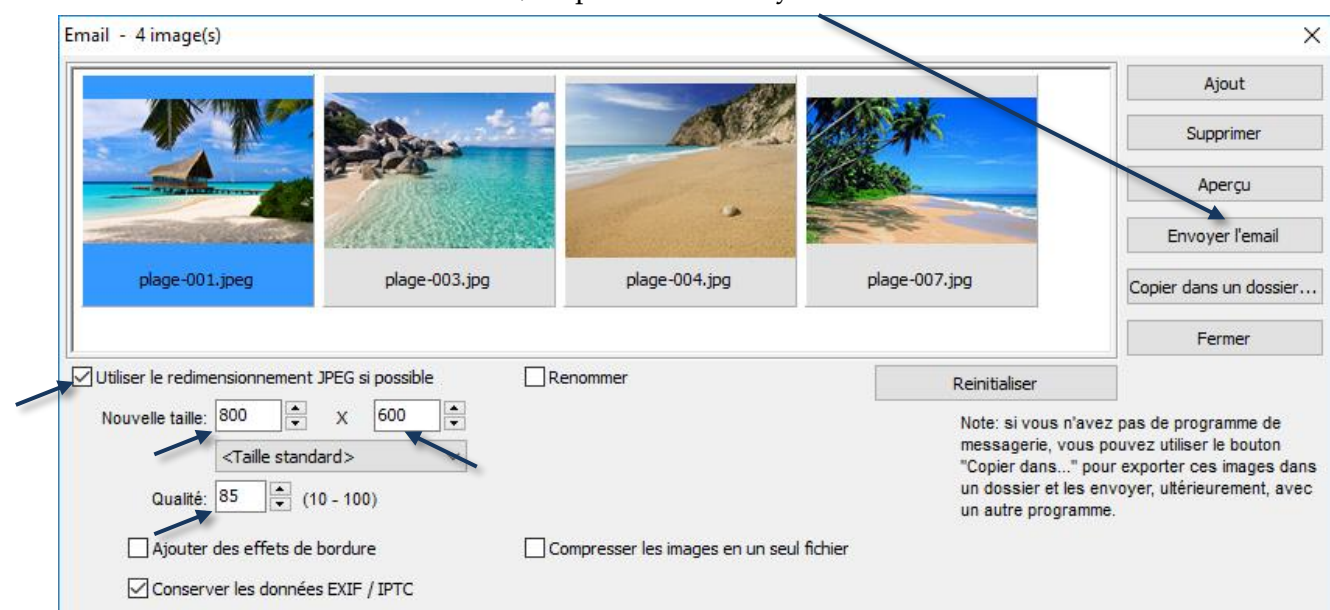 Email - 4 image(s)
Ajout
Supprimer
Aperçu
Envoyer l'email
Copier dans un dossier...
Fermer
plage-001.jpeg
plage-003.jpg
plage-004.jpg
plage-007.jpg
Utiliser le redimensionnement JPEG si possible
Renommer
Reinitialiser
Nouvelle taille: 800 X 600
<Taille standard>
Qualité: 85 (10 - 100)
Note: si vous n'avez pas de programme de
messagerie, vous pouvez utiliser le bouton
"Copier dans..." pour exporter ces images dans
un dossier et les envoyer, ultérieurement, avec
un autre programme.
Ajouter des effets de bordure
Compresser les images en un seul fichier
Conserver les données EXIF / IPTC